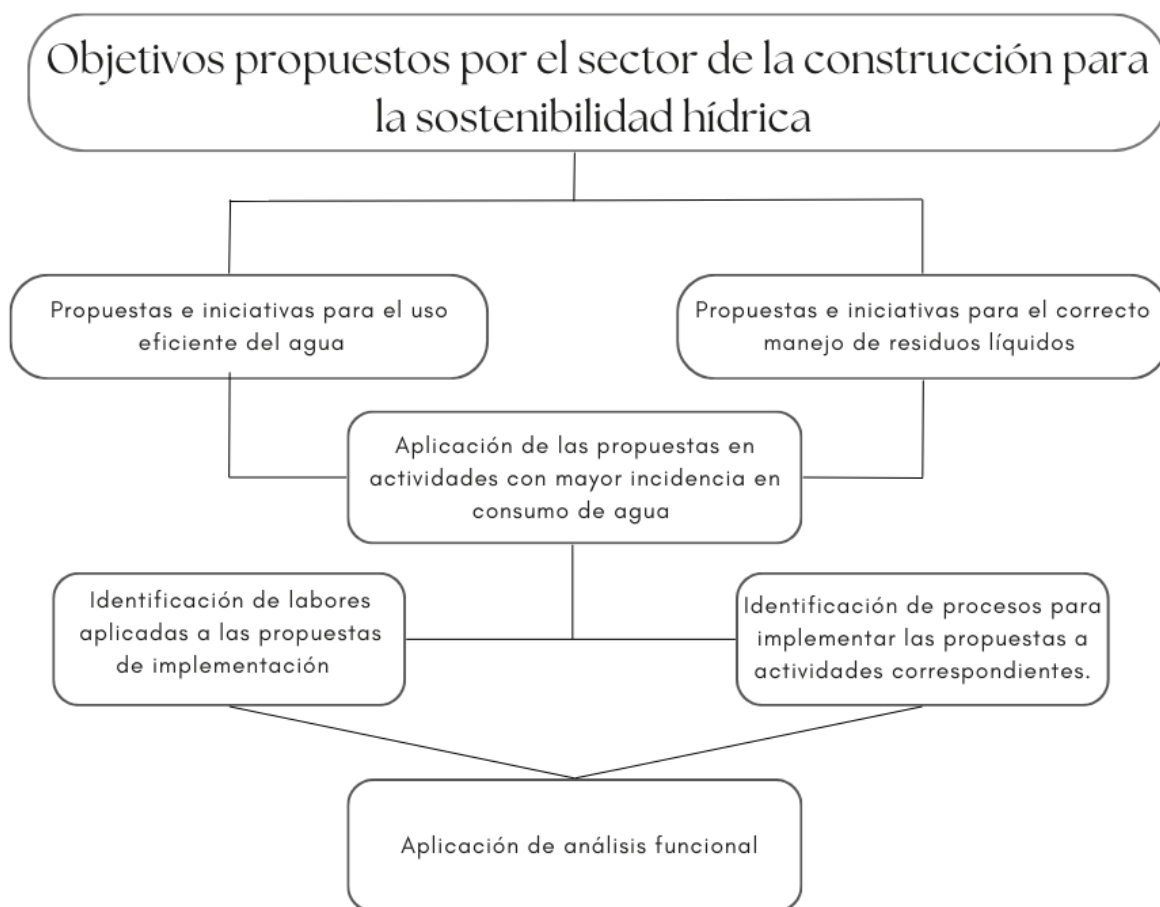 Objetivos propuestos por el sector de la construcción para
la sostenibilidad hídrica
Propuestas e iniciativas para el uso
eficiente del agua
Propuestas e iniciativas para el correcto
manejo de residuos líquidos
Aplicación de las propuestas en
actividades con mayor incidencia en
consumo de agua
Identificación de labores
aplicadas a las propuestas
de implementación
Identificación de procesos para
implementar las propuestas a
actividades correspondientes.
Aplicación de análisis funcional